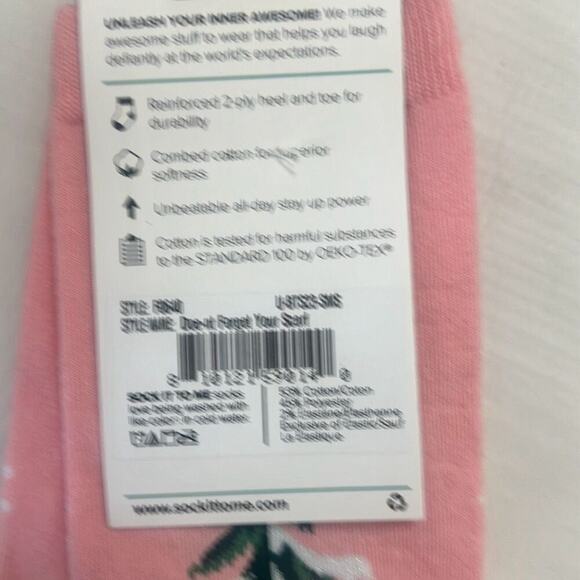 UNLEASH YOUR INNER AWESOME! We make
awesome stuff to wear that helps you laugh
defiantly at the world's expectations.
Reinforced 2-ply heel and toe for
durability
Combed cotton for superior
softness
Unbeatable all-day stay up power
Cotton is tested for harmful substances
to the STANDARD 100 by OEKO-TEX®
STYLE:
STYLE NAME: Doe-n't Forget Your Scarf
SOCK IT TO ME socks
love being washed with
like color in cold water.
53% Cotton/Coton
45% Polyester
2% Elastane/Elasthanne
Exclusive of Elastic/Sauf
La Elastique
www.sockittome.com